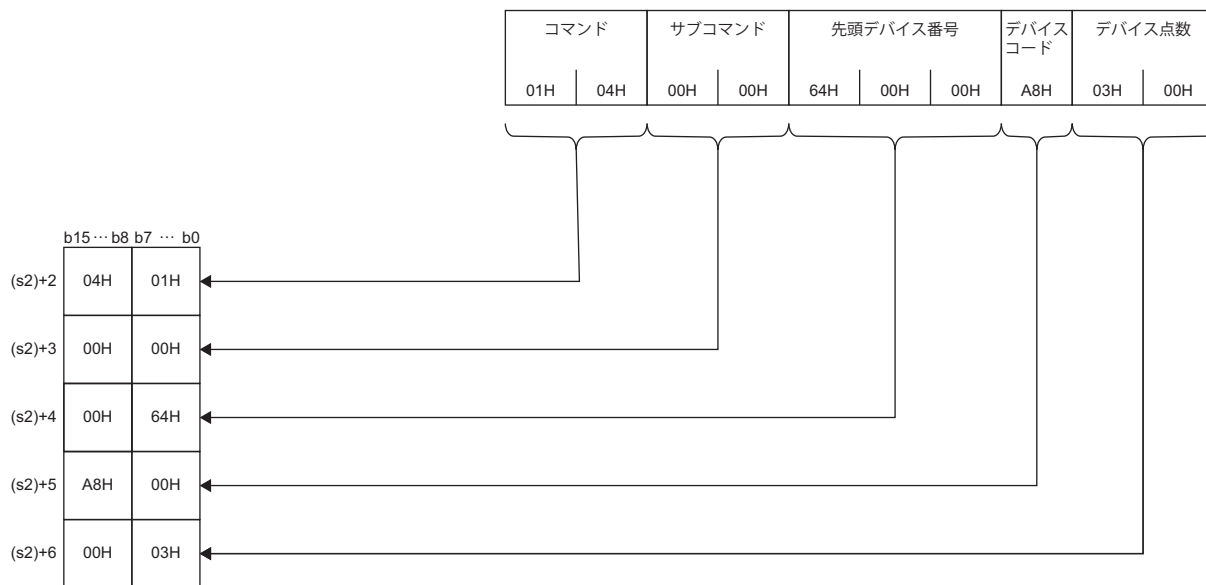 コマンド サブコマンド 先頭デバイス番号 デバイス デバイス点数
コード
01H 04H 00H 00H 64H 00H 00H A8H 03H 00H
b15…b8 b7 … b0
(s2)+2 04H 01H
(s2)+3 00H 00H
(s2)+4 00H 64H
(s2)+5 A8H 00H
(s2)+6 00H 03H